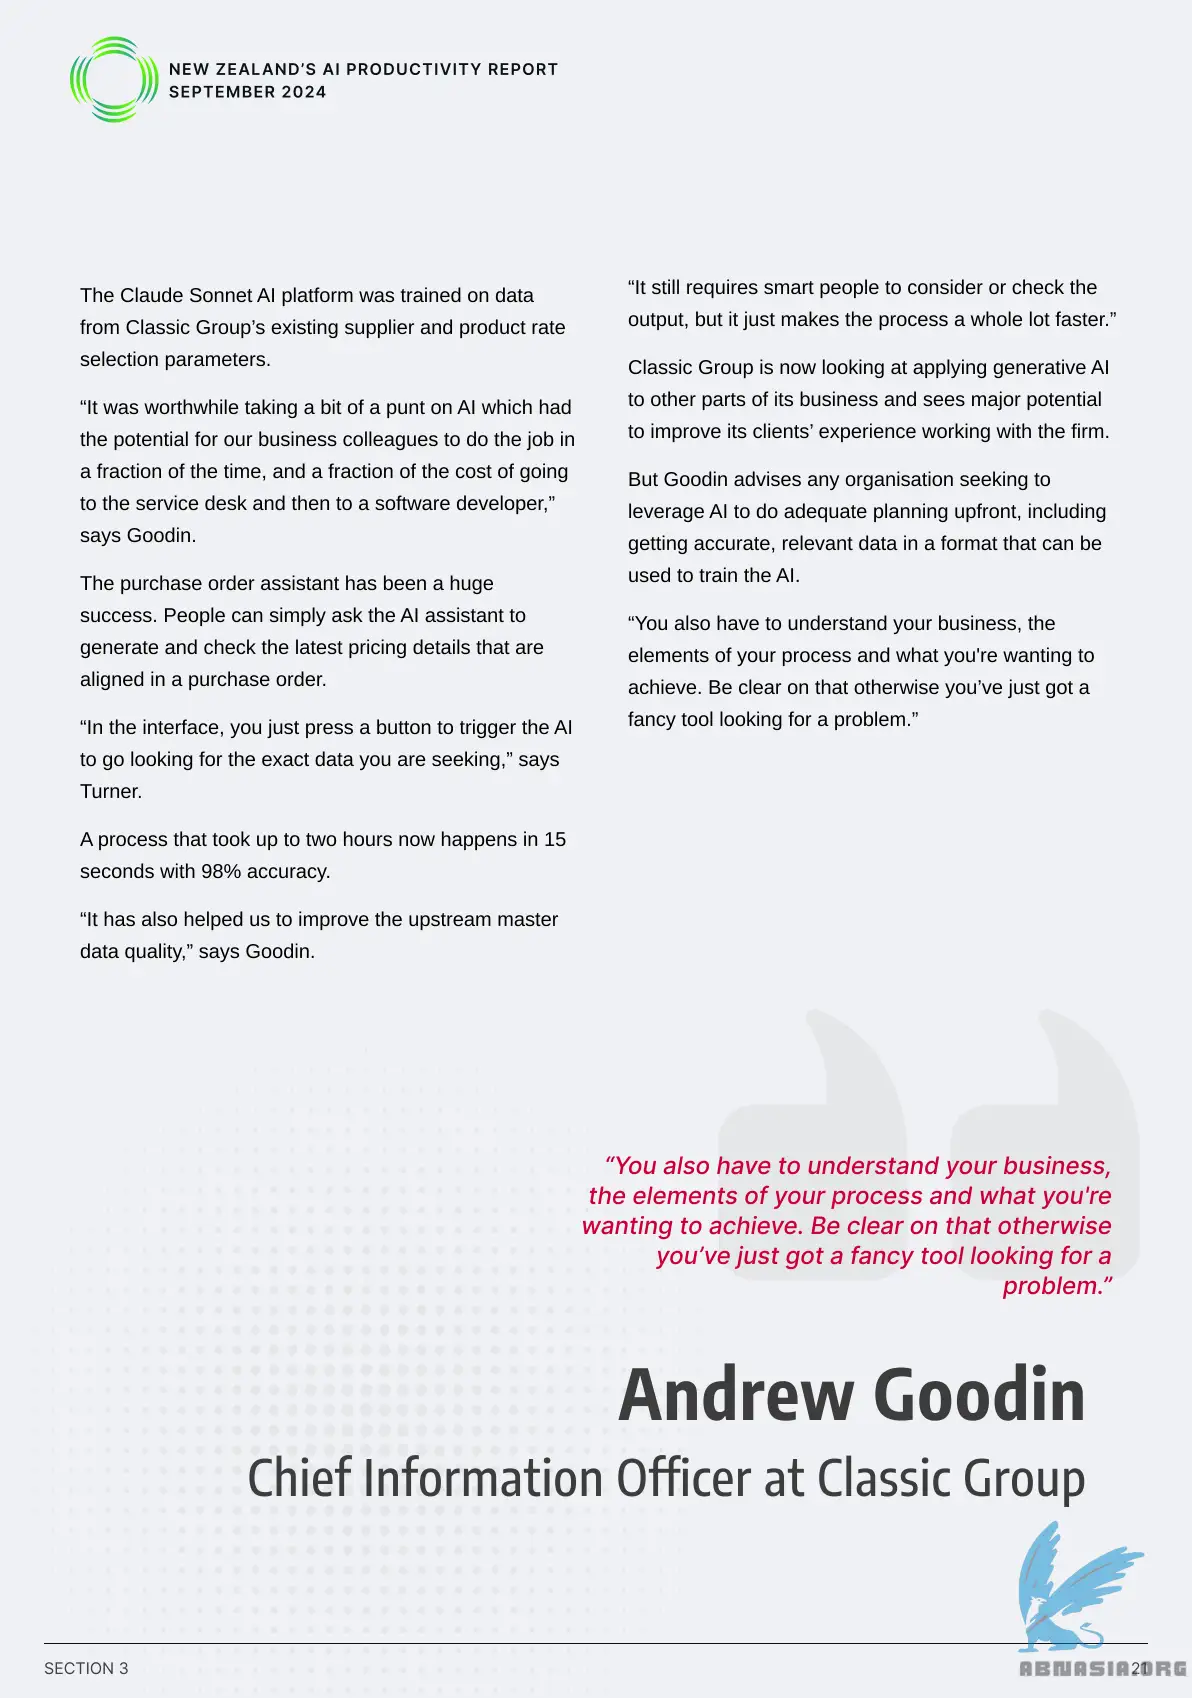 NEW ZEALAND’S AI PRODUCTIVITY REPORT
SEPTEMBER 2024
The Claude Sonnet AI platform was trained on data
from Classic Group’s existing supplier and product rate
selection parameters.
“It was worthwhile taking a bit of a punt on AI which had
the potential for our business colleagues to do the job in
a fraction of the time, and a fraction of the cost of going
to the service desk and then to a software developer,”
says Goodin.
The purchase order assistant has been a huge
success. People can simply ask the AI assistant to
generate and check the latest pricing details that are
aligned in a purchase order.
“In the interface, you just press a button to trigger the AI
to go looking for the exact data you are seeking,” says
Turner.
A process that took up to two hours now happens in 15
seconds with 98% accuracy.
“It has also helped us to improve the upstream master
data quality,” says Goodin.
“It still requires smart people to consider or check the
output, but it just makes the process a whole lot faster.”
Classic Group is now looking at applying generative AI
to other parts of its business and sees major potential
to improve its clients’ experience working with the firm.
But Goodin advises any organisation seeking to
leverage AI to do adequate planning upfront, including
getting accurate, relevant data in a format that can be
used to train the AI.
“You also have to understand your business, the
elements of your process and what you're wanting to
achieve. Be clear on that otherwise you’ve just got a
fancy tool looking for a problem.”
“You also have to understand your business,
the elements of your process and what you're
wanting to achieve. Be clear on that otherwise
you’ve just got a fancy tool looking for a
problem.”
Andrew Goodin
Chief Information Officer at Classic Group
SECTION 3
21
ABNASIA.ORG